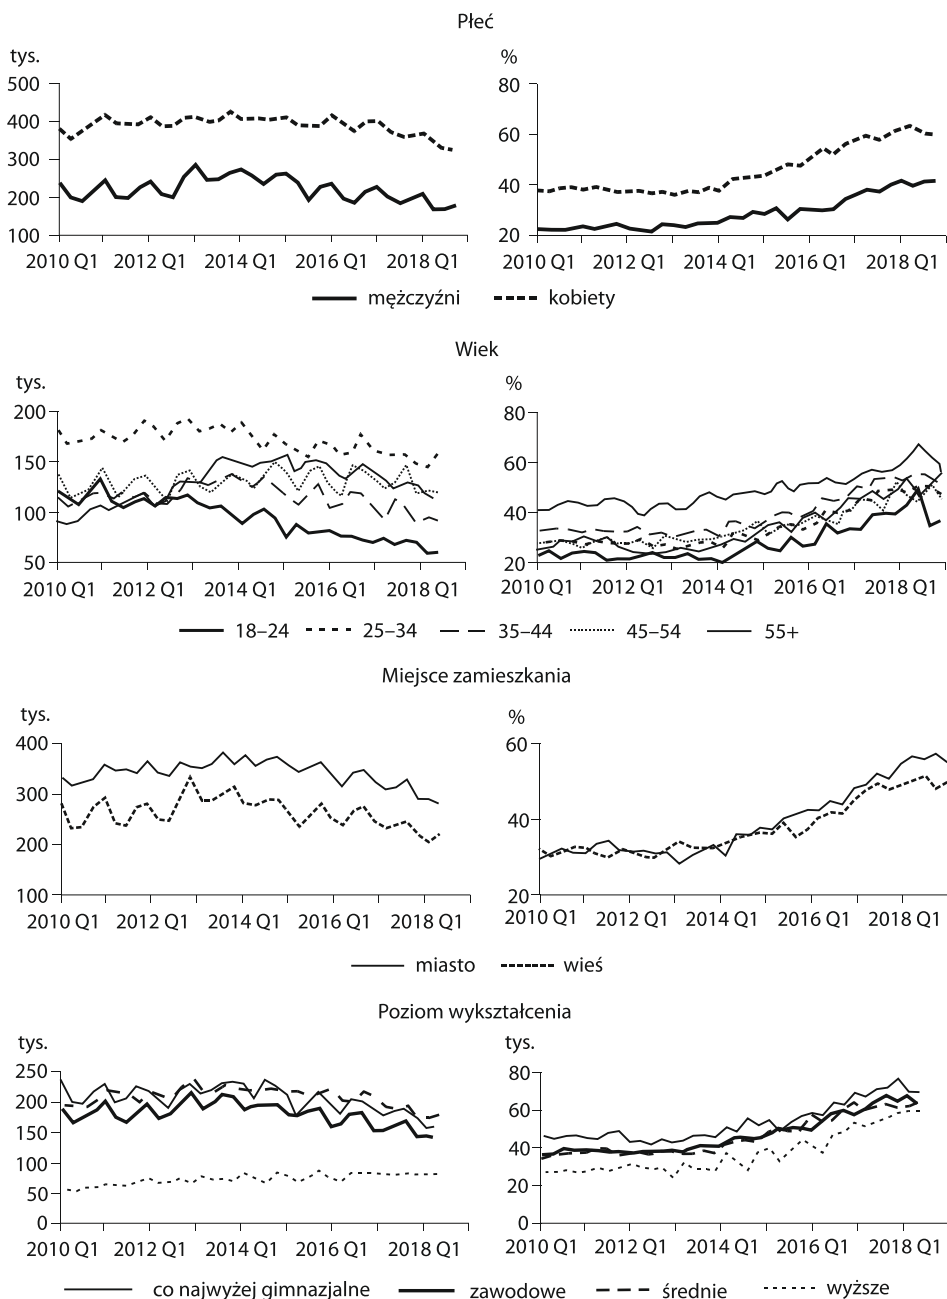 Płeć
tys. %
500 80
400 60
300
200 40
100 20
2010 Q1 2012 Q1 2014 Q1 2016 Q1 2018 Q1 2010 Q1 2012 Q1 2014 Q1 2016 Q1 2018 Q1
mężczyźni kobiety
Wiek
tys. %
200 80
150 60
100 40
50 20
2010 Q1 2012 Q1 2014 Q1 2016 Q1 2018 Q1 2010 Q1 2012 Q1 2014 Q1 2016 Q1 2018 Q1
18–24 25–34 35–44 45–54 55+
Miejsce zamieszkania
tys. %
400 60
300 40
200
100 20
2010 Q1 2012 Q1 2014 Q1 2016 Q1 2018 Q1 2010 Q1 2012 Q1 2014 Q1 2016 Q1 2018 Q1
miasto wieś
Poziom wykształcenia
tys. tys.
250 80
200 60
150
100 40
50 20
0 0
2010 Q1 2012 Q1 2014 Q1 2016 Q1 2018 Q1 2010 Q1 2012 Q1 2014 Q1 2016 Q1 2018 Q1
co najwyżej gimnazjalne zawodowe średnie wyższe